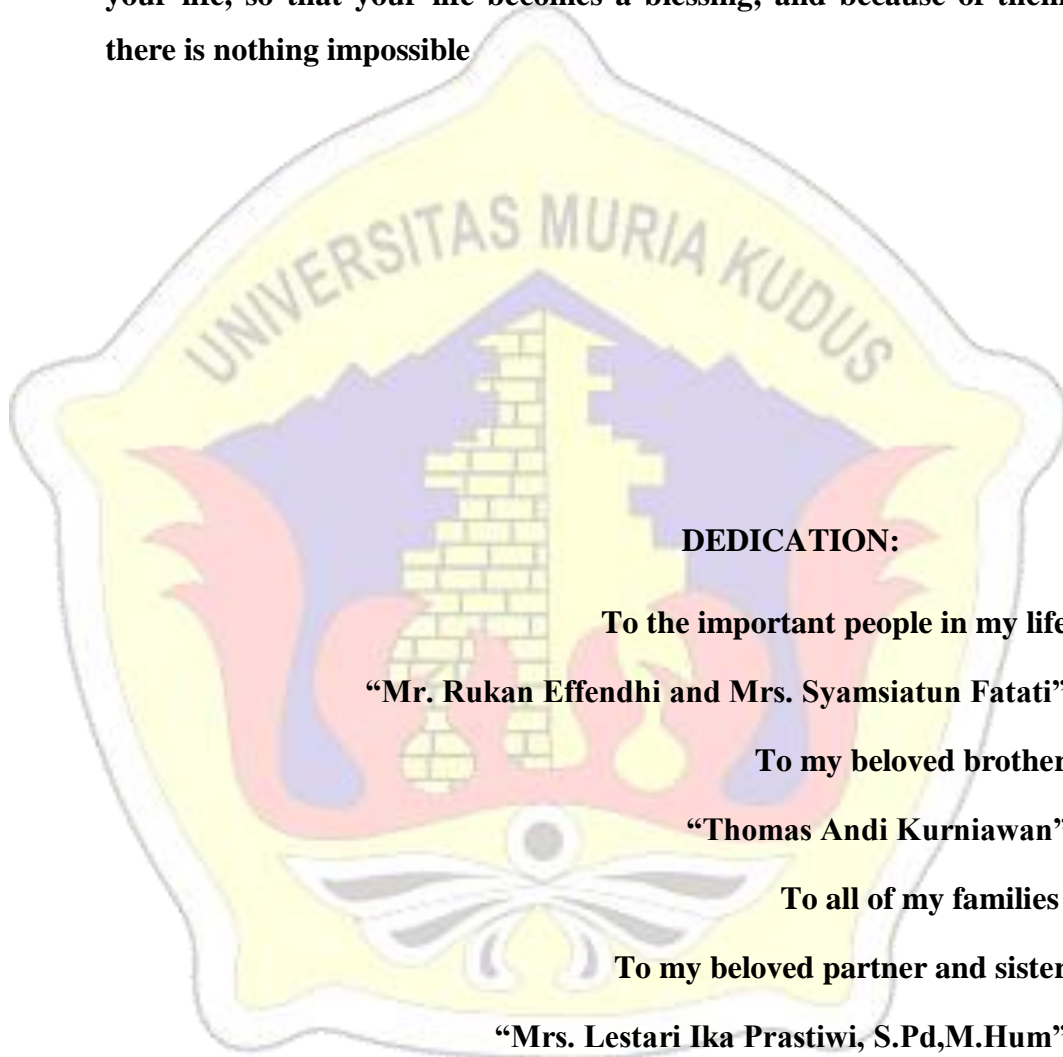 your life, so that your life becomes a blessing, and because of them
there is nothing impossible
UNIVERSITAS MURIA KUDUS
DEDICATION:
To the important people in my life
“Mr. Rukan Effendhi and Mrs. Syamsiatun Fatati”
To my beloved brother
“Thomas Andi Kurniawan”
To all of my families
To my beloved partner and sister
“Mrs. Lestari Ika Prastiwi, S.Pd,M.Hum”